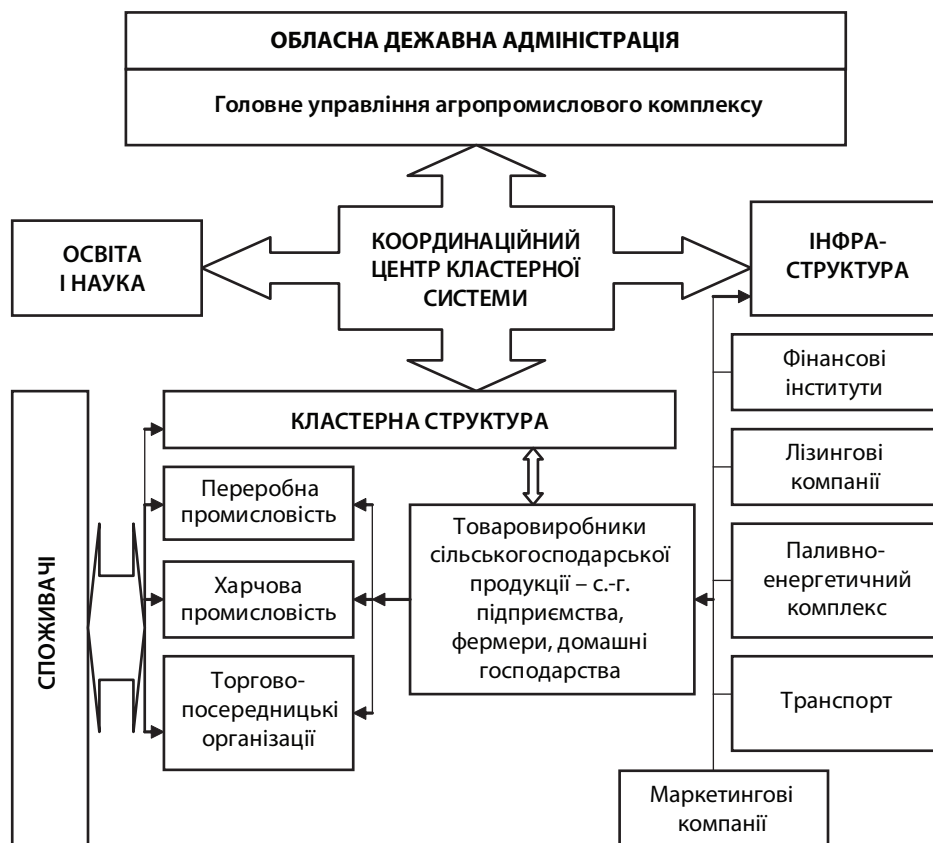 ОБЛАСНА ДЕЖАВНА АДМІНІСТРАЦІЯ
Головне управління агропромислового комплексу
ОСВІТА
І НАУКА
КООРДИНАЦІЙНИЙ
ЦЕНТР КЛАСТЕРНОЇ
СИСТЕМИ
ІНФРА-
СТРУКТУРА
Фінансові
інститути
Лізингові
компанії
Паливно-
енергетичний
комплекс
Транспорт
Маркетингові
компанії
КЛАСТЕРНА СТРУКТУРА
Переробна
промисловість
Харчова
промисловість
Торгово-
посередницькі
організації
Товаровиробники
сільськогосподарської
продукції – с.-г.
підприємства,
фермери, домашні
господарства
СПОЖИВАЧІ